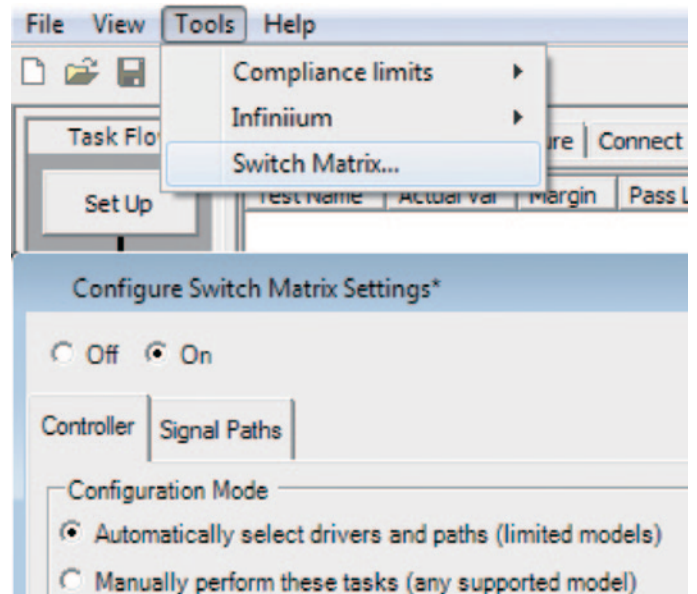 File View Tools Help
Compliance limits
Infiniium
Switch Matrix...
Task Flo
Set Up
ure Connect
Test Name Actual Val Margin Pass L
Configure Switch Matrix Settings*
Off On
Controller Signal Paths
Configuration Mode
Automatically select drivers and paths (limited models)
Manually perform these tasks (any supported model)